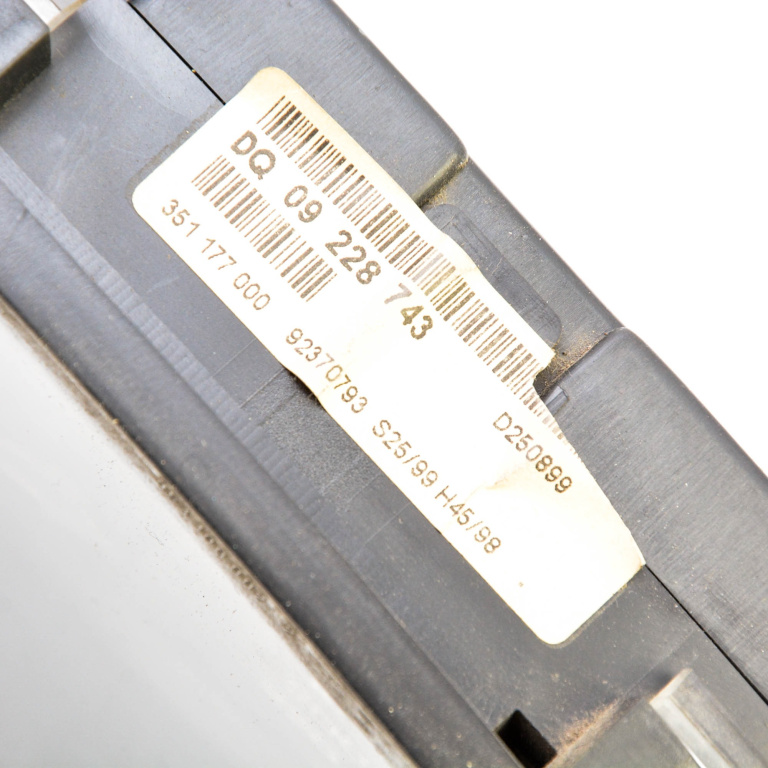 DQ 09 228 743
351 177 000
92370793 S25/99 H45/98
D250899